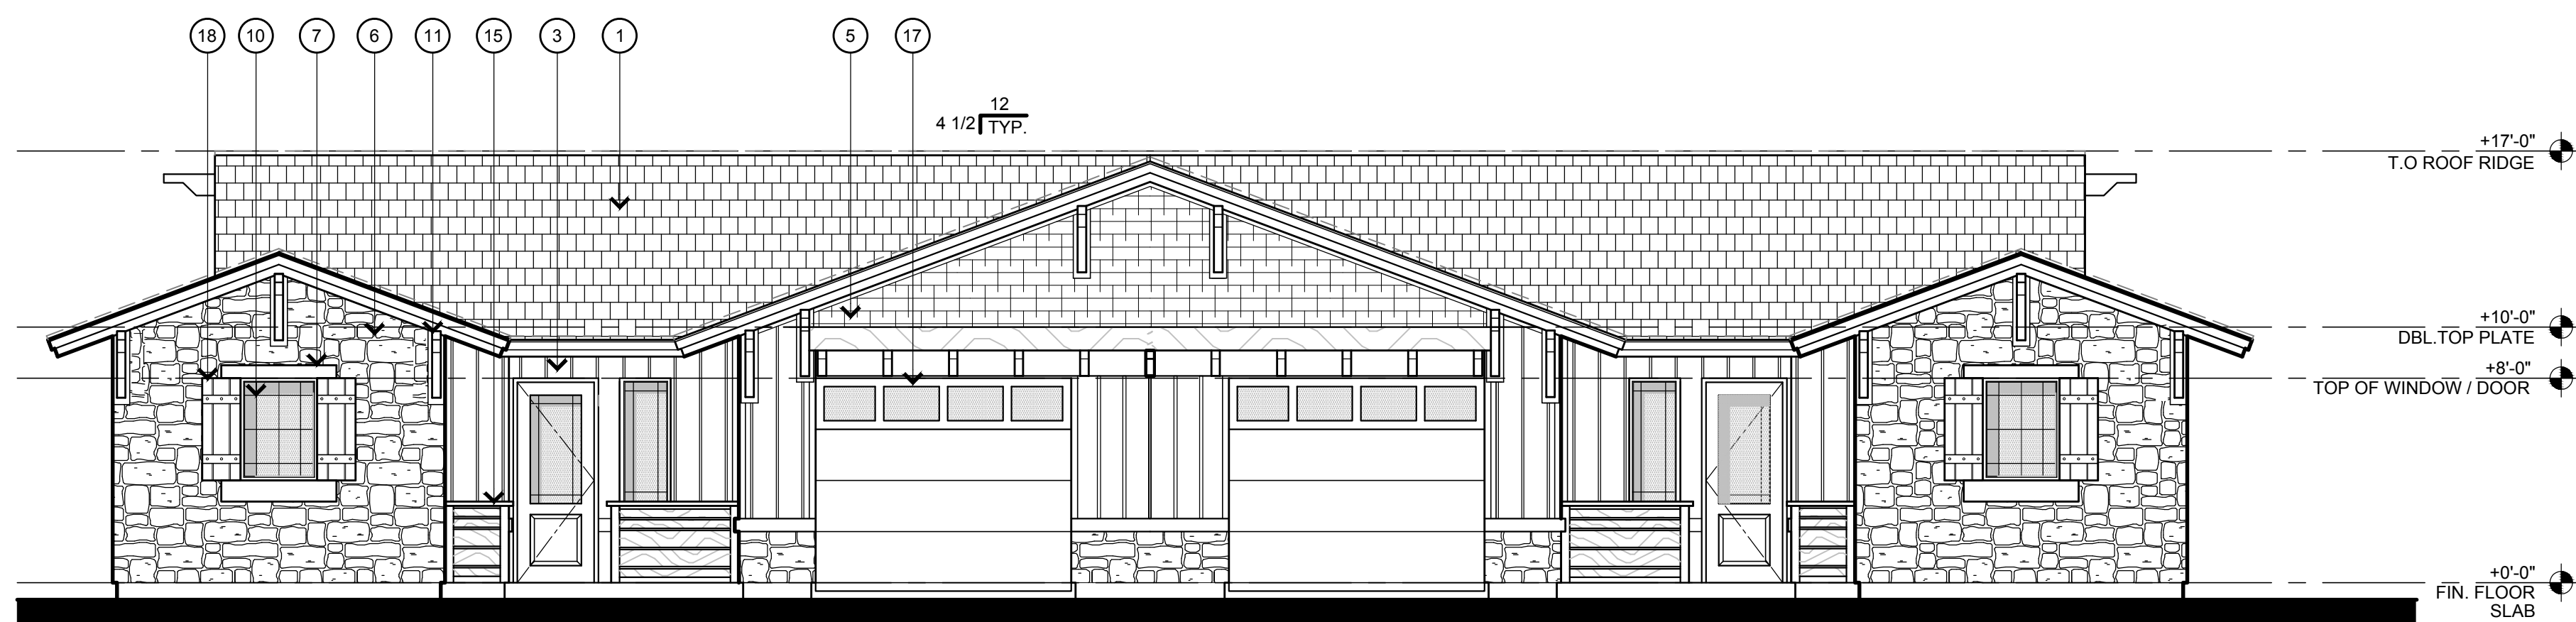 18 10 7 6 11 15 3 1 5 17
12
4 1/2 TYP.
+17'-0"
T.O ROOF RIDGE
+10'-0"
DBL.TOP PLATE
+8'-0"
TOP OF WINDOW / DOOR
+0'-0"
FIN. FLOOR
SLAB